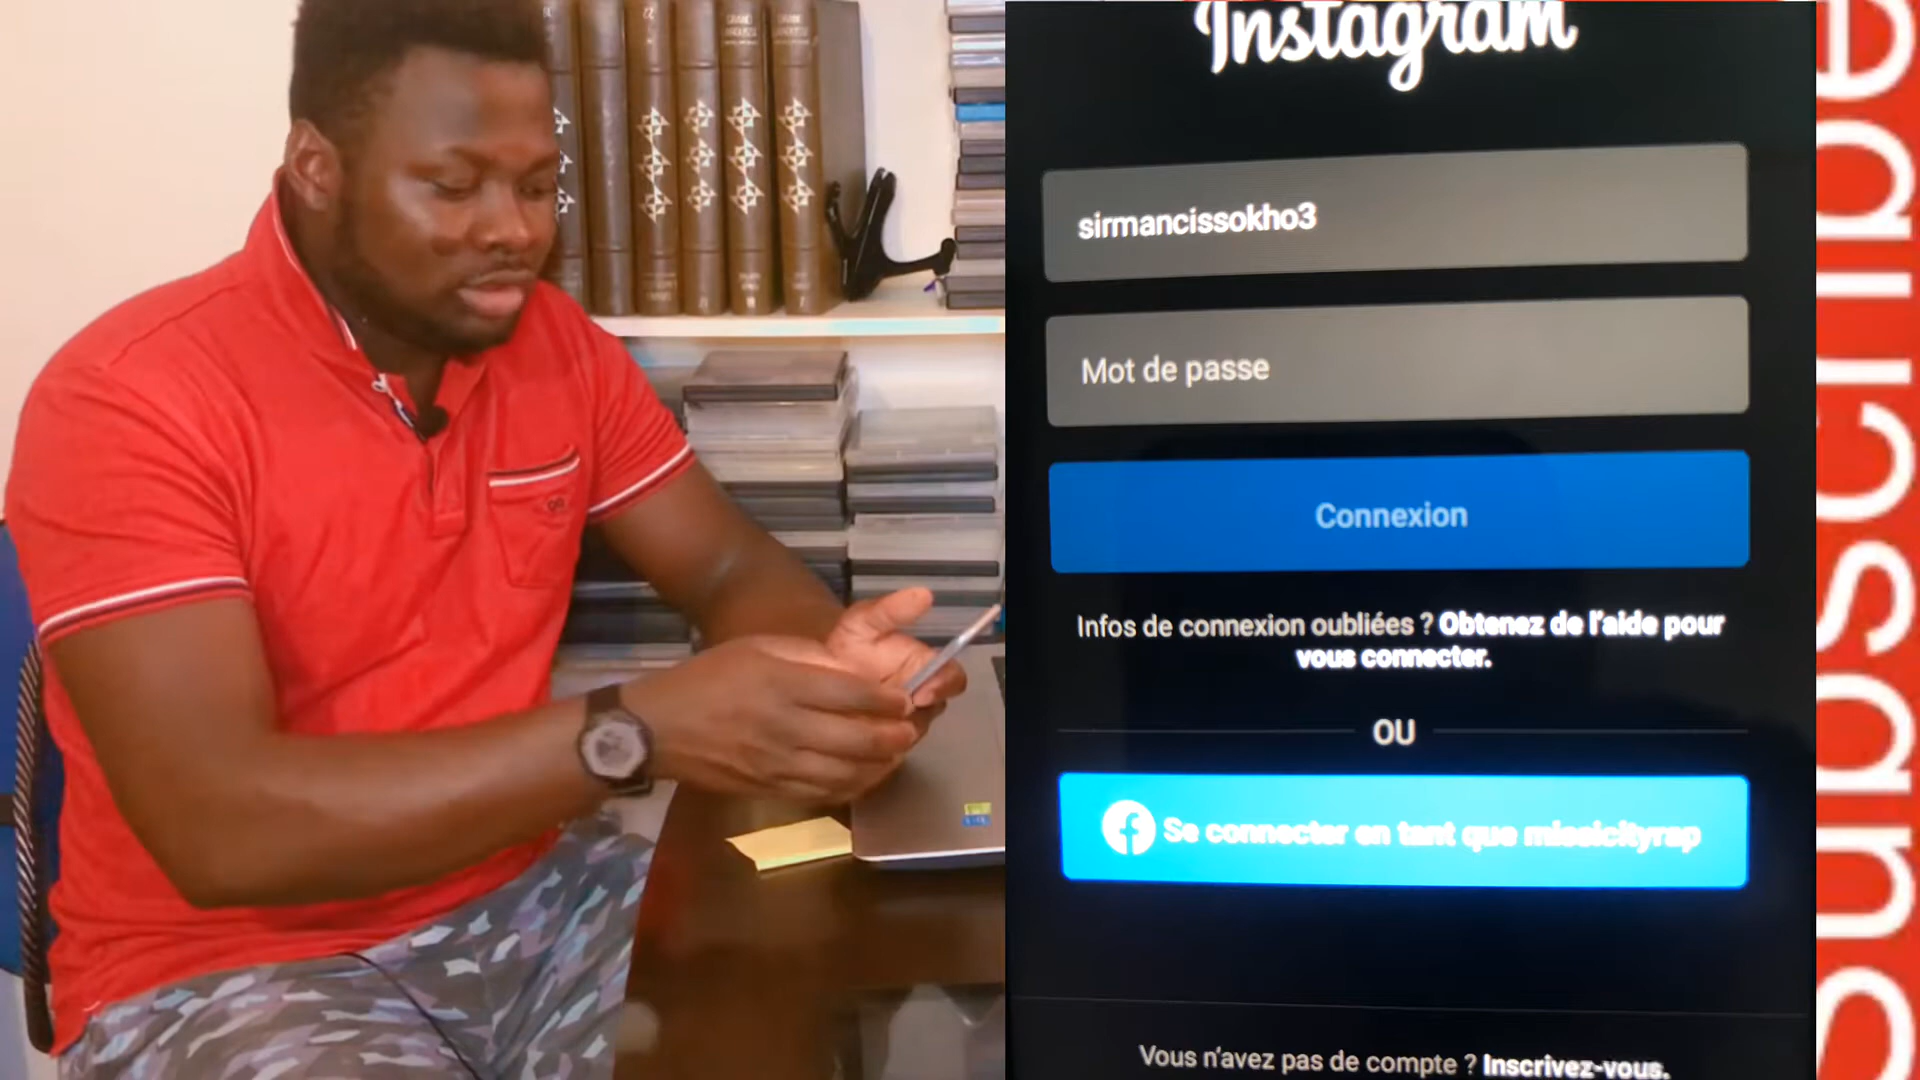 Instagram
sirmancissokho3
Mot de passe
Connexion
Infos de connexion oubliées ? Obtenez de l'aide pour
vous connecter.
OU
Se connecter en tant que missicityrap
Vous n'avez pas de compte ? Inscrivez-vous.